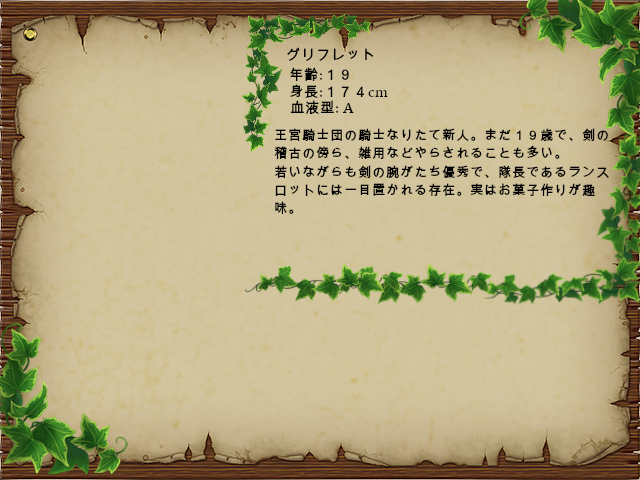 グリフレット
年齢:１９
身長:１７４cm
血液型:A
王宮騎士団の騎士なりたて新人。まだ１９歳で、剣の
稽古の傍ら、雑用などやらされることも多い。
若いながらも剣の腕がたち優秀で、隊長であるランス
ロットには一目置かれる存在。実はお菓子作りが趣
味。